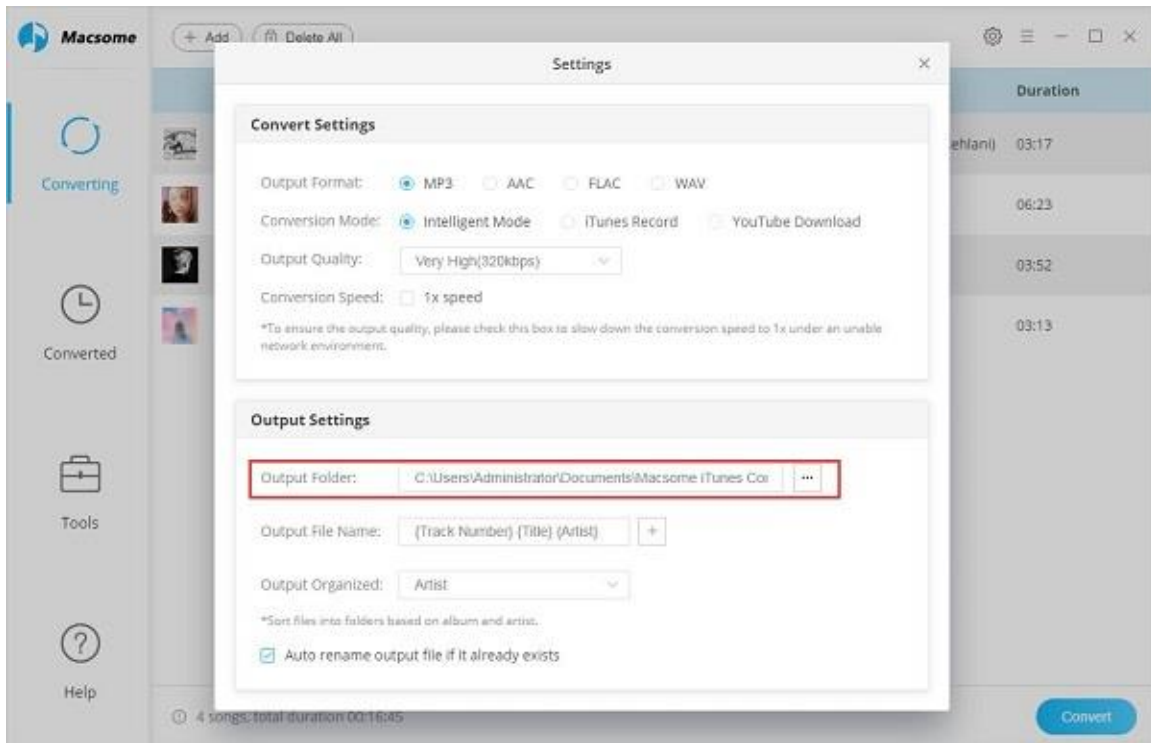 Macsome
Add
Delete All
Settings
Duration
Convert Settings
ehlani) 03:17
Converting
Output Format: MP3 AAC FLAC WAV
06:23
Conversion Mode: Intelligent Mode iTunes Record YouTube Download
Output Quality: Very High(320kbps)
03:52
Conversion Speed: 1x speed
*To ensure the output quality, please check this box to slow down the conversion speed to 1x under an unable
network environment.
03:13
Converted
Output Settings
Output Folder: C:\Users\Administrator\Documents\Macsome iTunes Cor ...
Tools
Output File Name: {Track Number} {Title} {Artist} +
Output Organized: Artist
*Sort files into folders based on album and artist.
Auto rename output file if it already exists
Help
4 songs, total duration 00:16:45
Convert